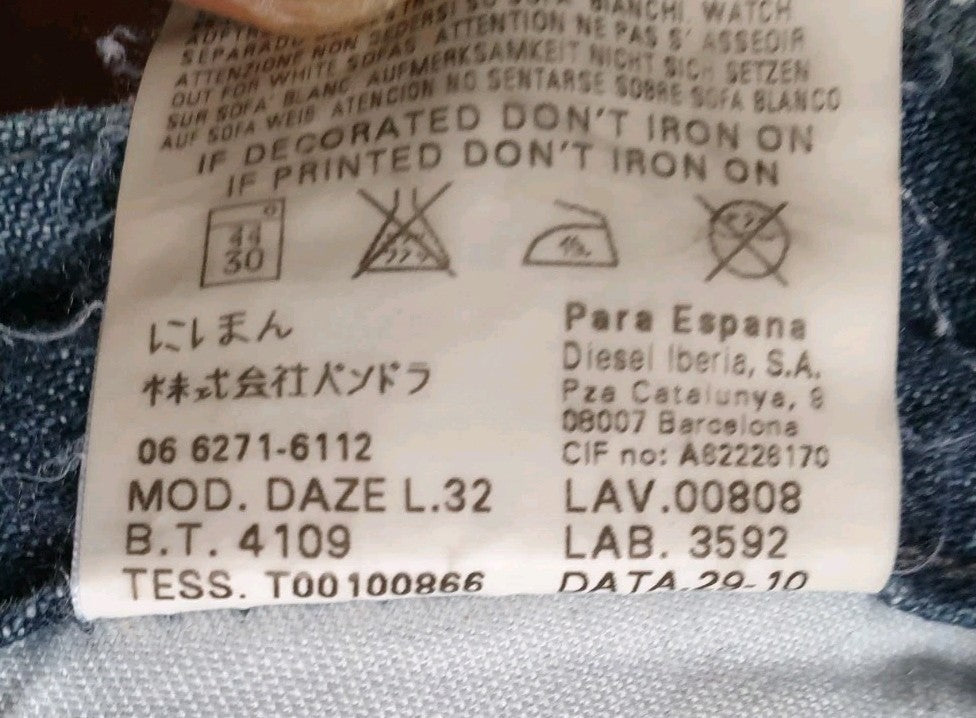 BIANCHI. WATCH
SEPARADO
ATTENZIONE NON SEDERSI SU SOFA' BIANCHI. WATCH
OUT FOR WHITE SOFAS. ATTENTION NE PAS S' ASSEOIR
SUR SOFA' BLANC. AUFMERKSAMKEIT NICHT SICH SETZEN
AUF SOFA WEIB ATENCION NO SENTARSE SOBRE SOFA BLANCO
IF DECORATED DON'T IRON ON
IF PRINTED DON'T IRON ON
30
にしまん
株式会社パンドラ
06 6271-6112
MOD. DAZE L.32
B.T. 4109
TESS. T00100866
Para Espana
Diesel Iberia, S.A.
Pza Catalunya, 9
08007 Barcelona
CIF no: A62228170
LAV.00808
LAB. 3592
DATA.29-10